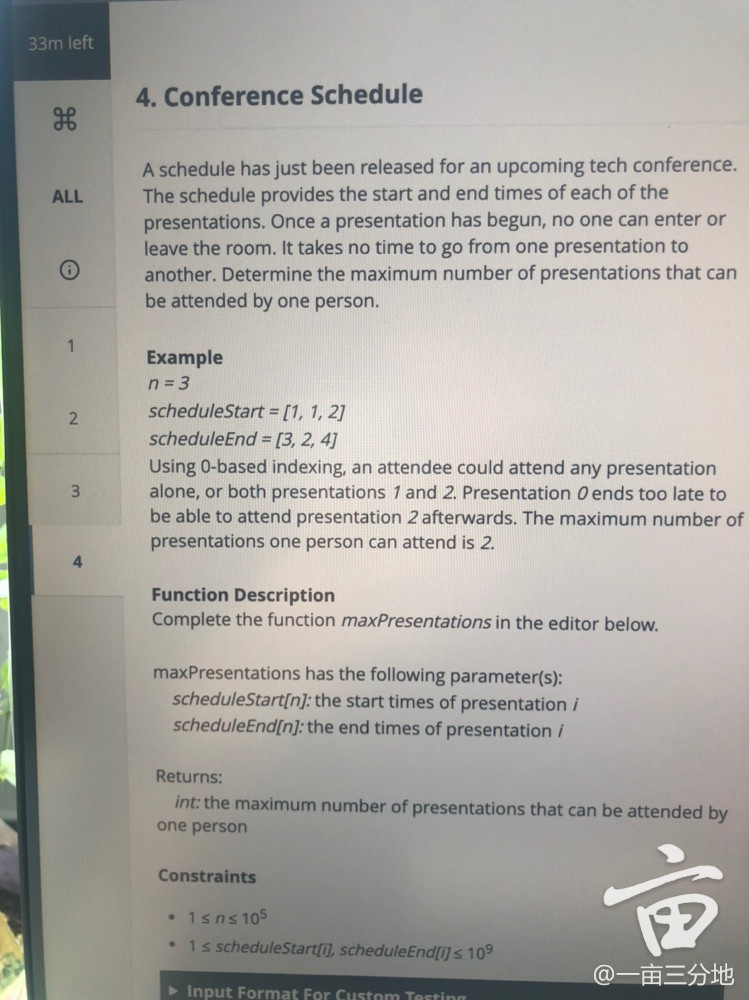 33m left
⌘
ALL
4. Conference Schedule
A schedule has just been released for an upcoming tech conference.
The schedule provides the start and end times of each of the
presentations. Once a presentation has begun, no one can enter or
leave the room. It takes no time to go from one presentation to
another. Determine the maximum number of presentations that can
be attended by one person.
1
2
3
4
Example
n = 3
scheduleStart = [1, 1, 2]
scheduleEnd = [3, 2, 4]
Using 0-based indexing, an attendee could attend any presentation
alone, or both presentations 1 and 2. Presentation 0 ends too late to
be able to attend presentation 2 afterwards. The maximum number of
presentations one person can attend is 2.
Function Description
Complete the function maxPresentations in the editor below.
maxPresentations has the following parameter(s):
scheduleStart[n]: the start times of presentation i
scheduleEnd[n]: the end times of presentation i
Returns:
int: the maximum number of presentations that can be attended by
one person
Constraints
• 1 ≤ n ≤ 10⁵
• 1 ≤ scheduleStart[i], scheduleEnd[i] ≤ 10⁹
▶ Input Format For Custom Testing
亩
@一亩三分地